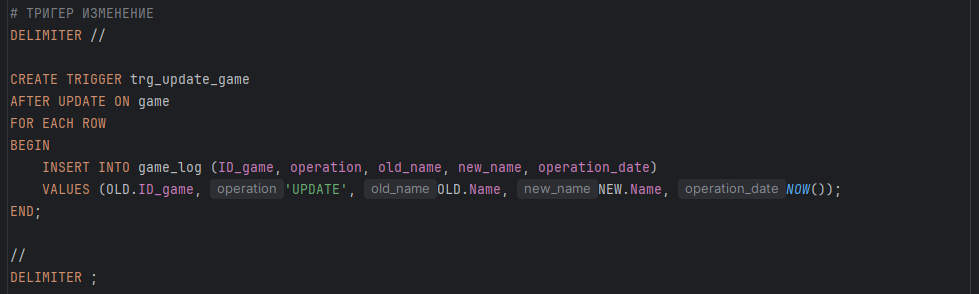 # ТРИГЕР ИЗМЕНЕНИЕ
DELIMITER //
CREATE TRIGGER trg_update_game
AFTER UPDATE ON game
FOR EACH ROW
BEGIN
INSERT INTO game_log (ID_game, operation, old_name, new_name, operation_date)
VALUES (OLD.ID_game, operation 'UPDATE', old_name OLD.Name, new_name NEW.Name, operation_date NOW());
END;
//
DELIMITER ;